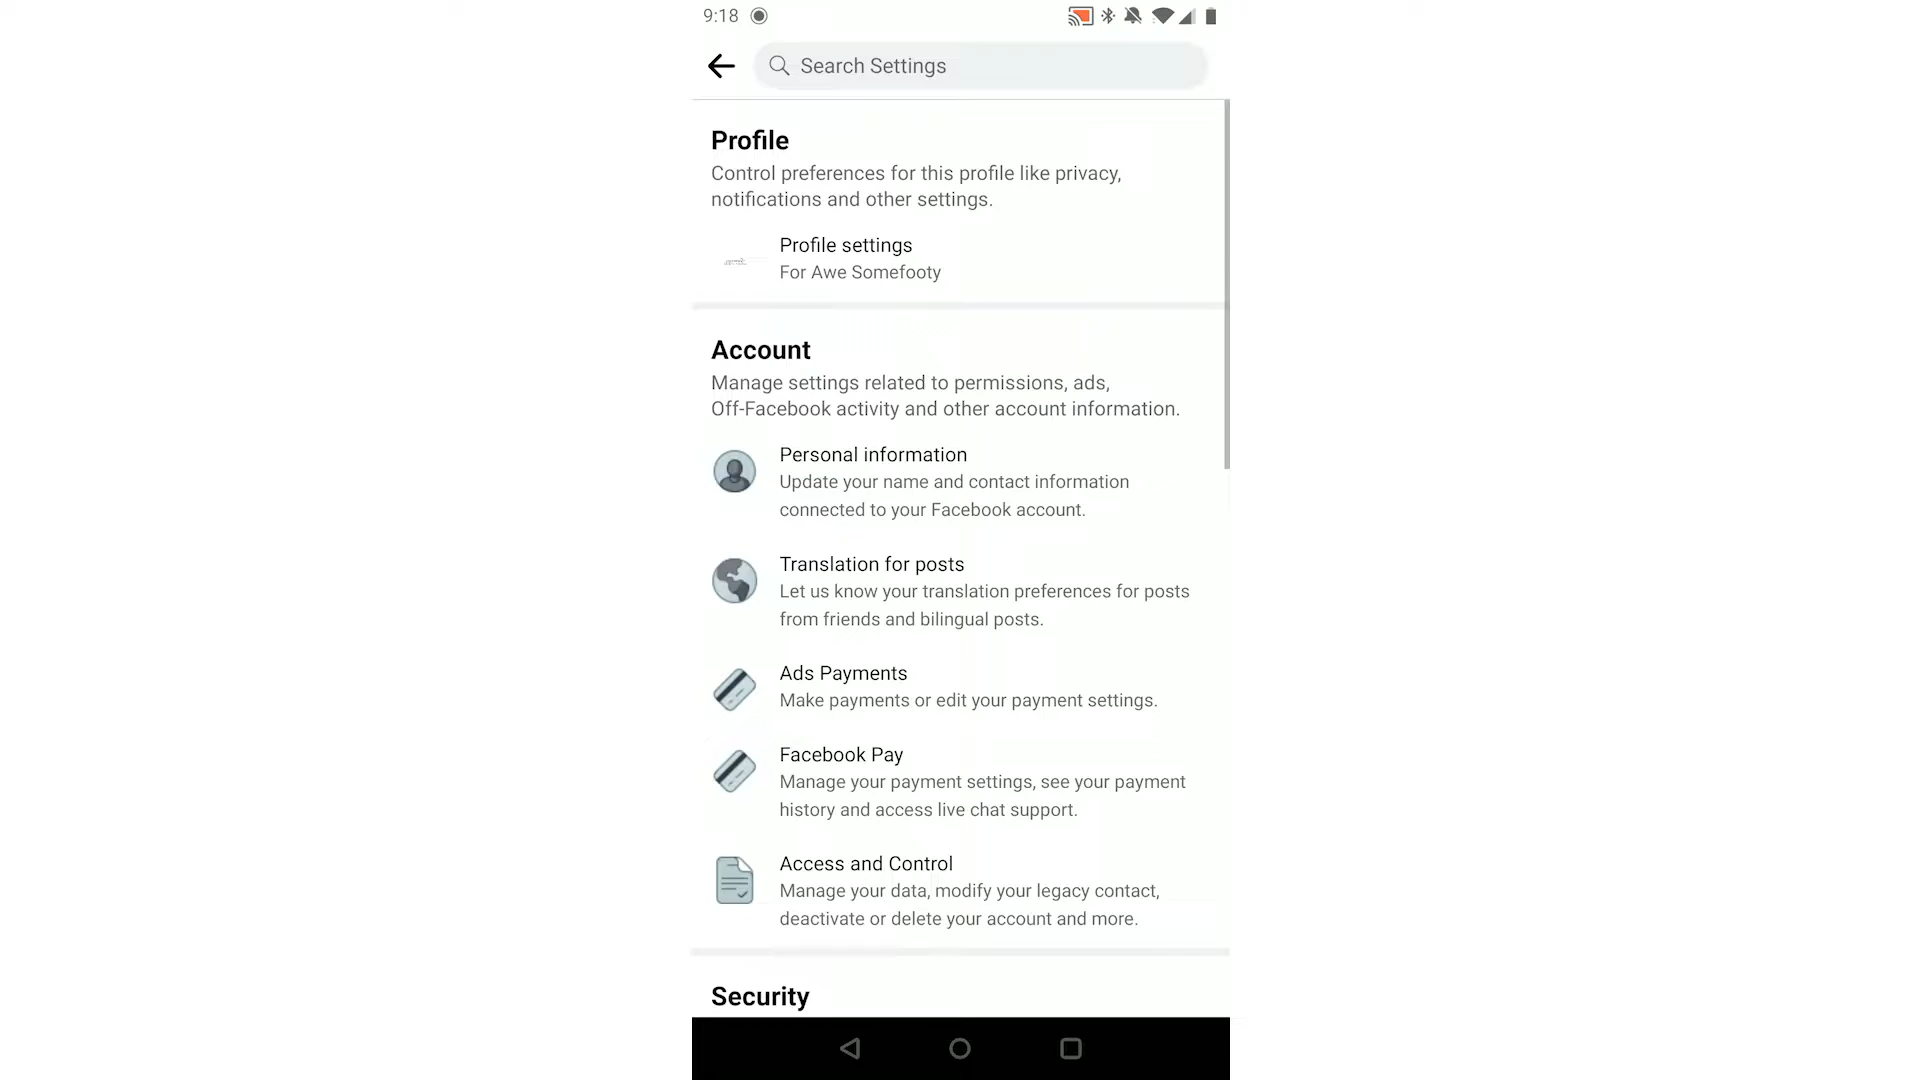 9:18
Search Settings
Profile
Control preferences for this profile like privacy,
notifications and other settings.
Profile settings
For Awe Somefooty
Account
Manage settings related to permissions, ads,
Off-Facebook activity and other account information.
Personal information
Update your name and contact information
connected to your Facebook account.
Translation for posts
Let us know your translation preferences for posts
from friends and bilingual posts.
Ads Payments
Make payments or edit your payment settings.
Facebook Pay
Manage your payment settings, see your payment
history and access live chat support.
Access and Control
Manage your data, modify your legacy contact,
deactivate or delete your account and more.
Security